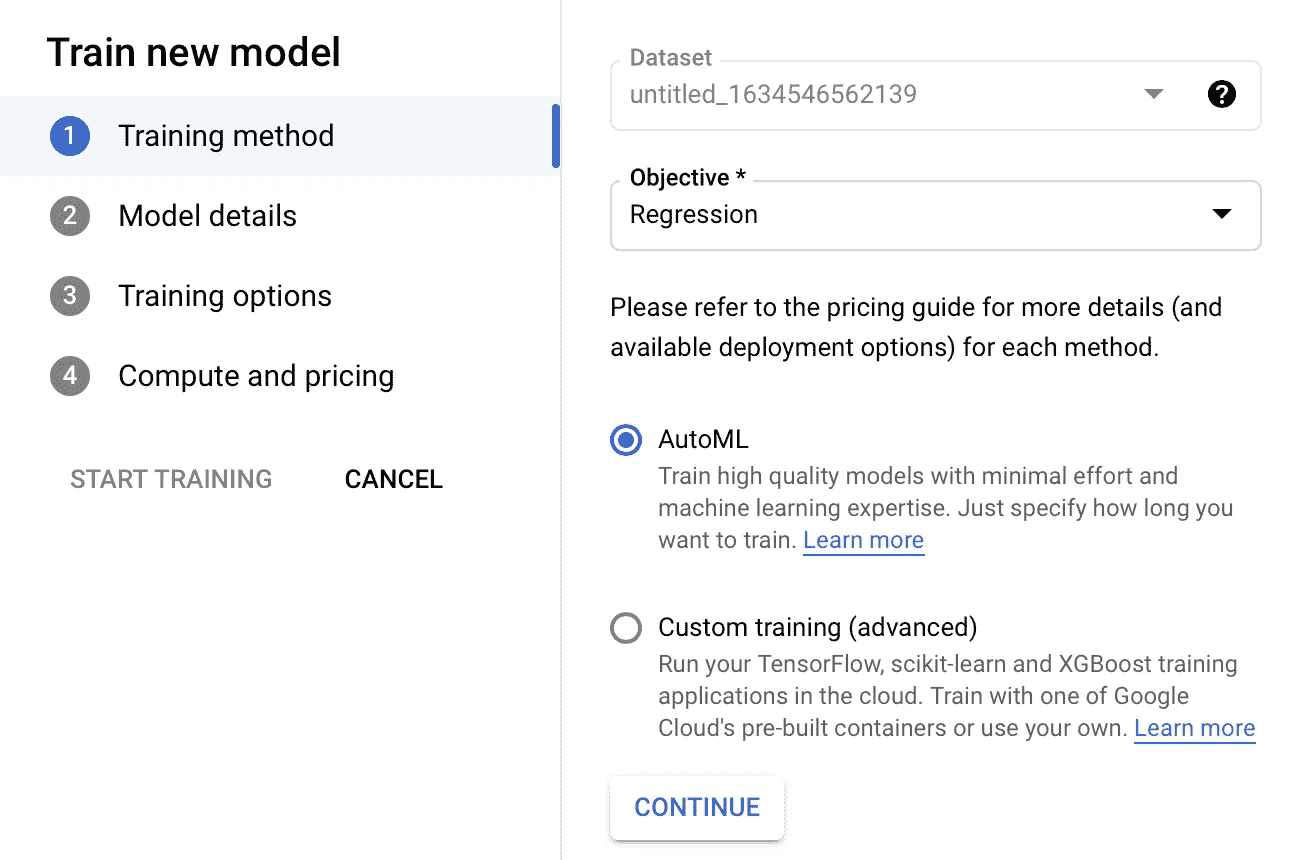 Train new model
1 Training method
2 Model details
3 Training options
4 Compute and pricing
START TRAINING CANCEL
Dataset
untitled_1634546562139
?
Objective *
Regression
Please refer to the pricing guide for more details (and
available deployment options) for each method.
AutoML
Train high quality models with minimal effort and
machine learning expertise. Just specify how long you
want to train. Learn more
Custom training (advanced)
Run your TensorFlow, scikit-learn and XGBoost training
applications in the cloud. Train with one of Google
Cloud's pre-built containers or use your own. Learn more
CONTINUE